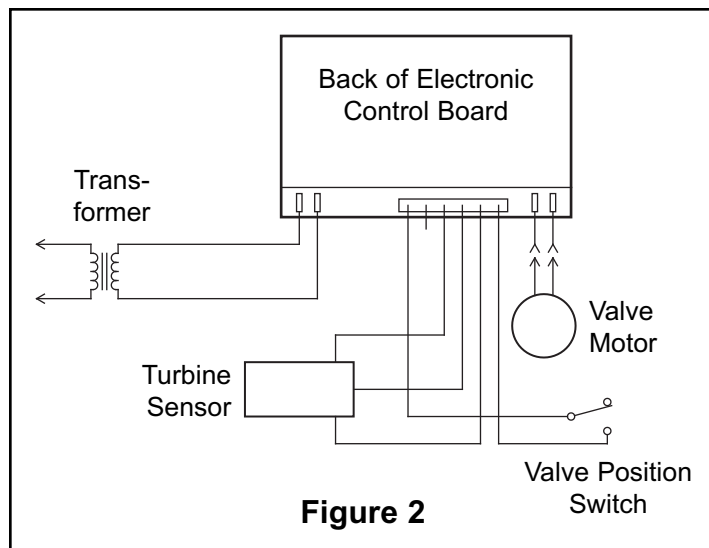 Back of Electronic
Control Board
Trans-
former
Valve
Motor
Turbine
Sensor
Valve Position
Switch
Figure 2